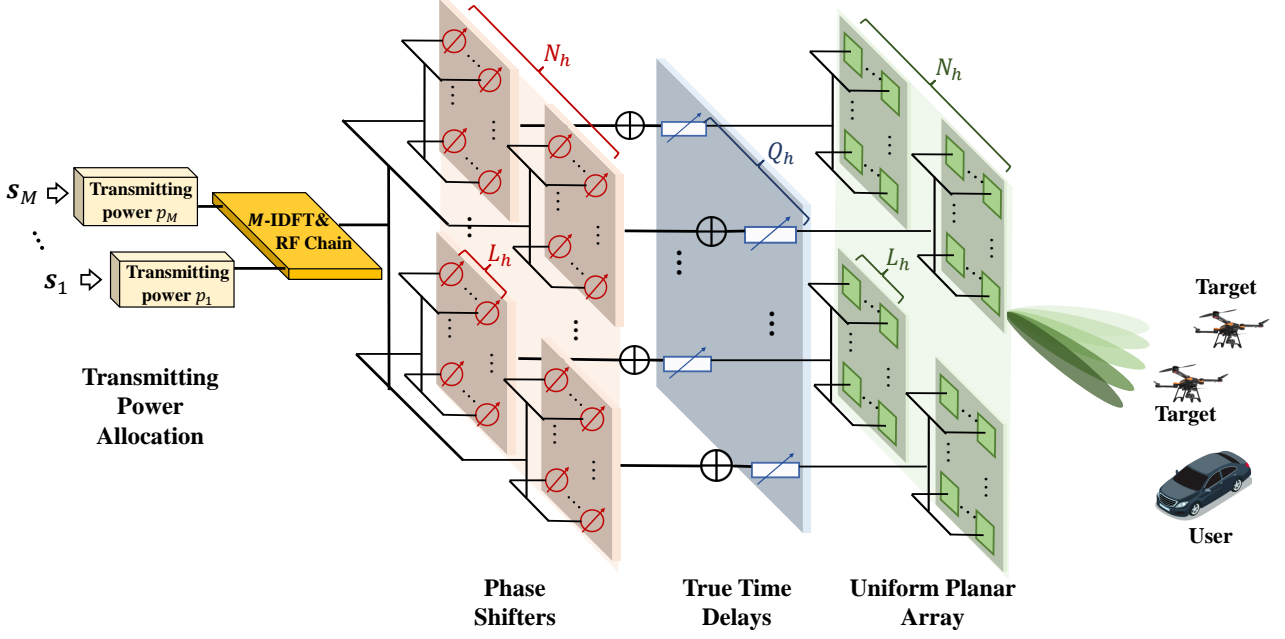 N_h
N_h
Q_h
s_M
Transmitting
power p_M
M-IDFT&
RF Chain
s_1
Transmitting
power p_1
L_h
L_h
Target
Target
Transmitting
Power
Allocation
User
Phase
Shifters
True Time
Delays
Uniform Planar
Array